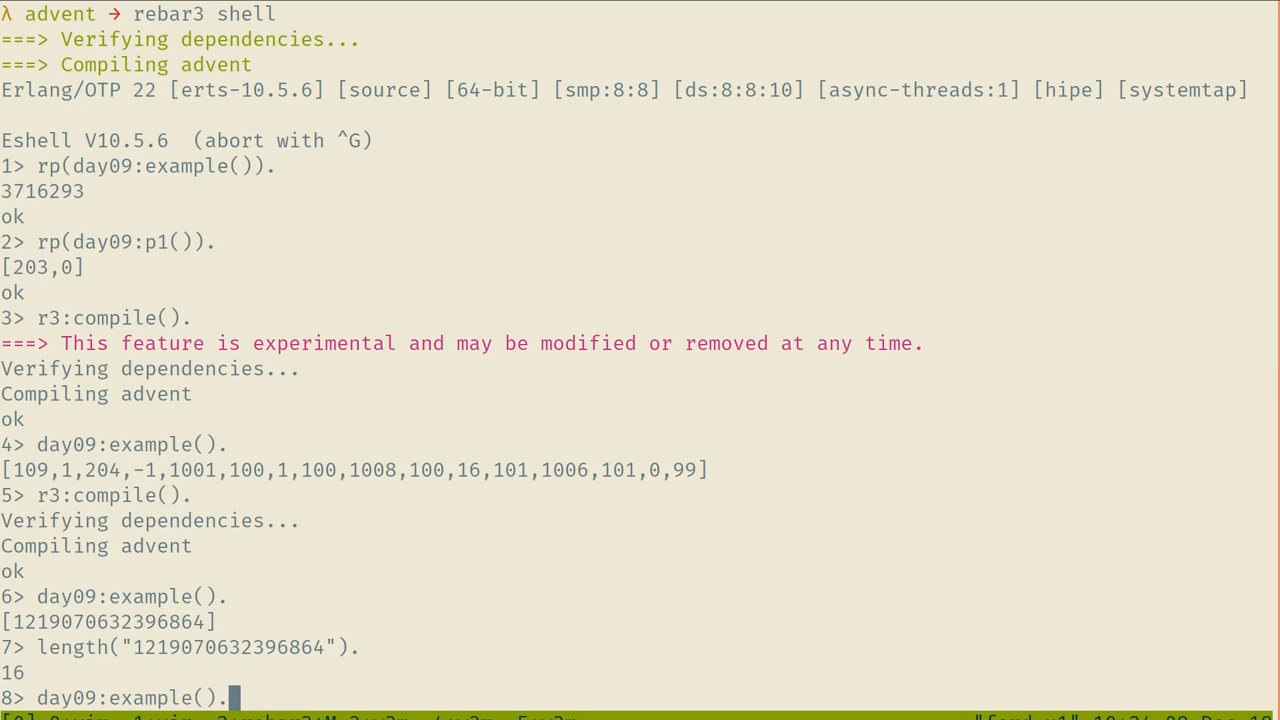 λ advent → rebar3 shell
===> Verifying dependencies...
===> Compiling advent
Erlang/OTP 22 [erts-10.5.6] [source] [64-bit] [smp:8:8] [ds:8:8:10] [async-threads:1] [hipe] [systemtap]
Eshell V10.5.6  (abort with ^G)
1> rp(day09:example()).
3716293
ok
2> rp(day09:p1()).
[203,0]
ok
3> r3:compile().
===> This feature is experimental and may be modified or removed at any time.
Verifying dependencies...
Compiling advent
ok
4> day09:example().
[109,1,204,-1,1001,100,1,100,1008,100,16,101,1006,101,0,99]
5> r3:compile().
Verifying dependencies...
Compiling advent
ok
6> day09:example().
[1219070632396864]
7> length("1219070632396864").
16
8> day09:example().